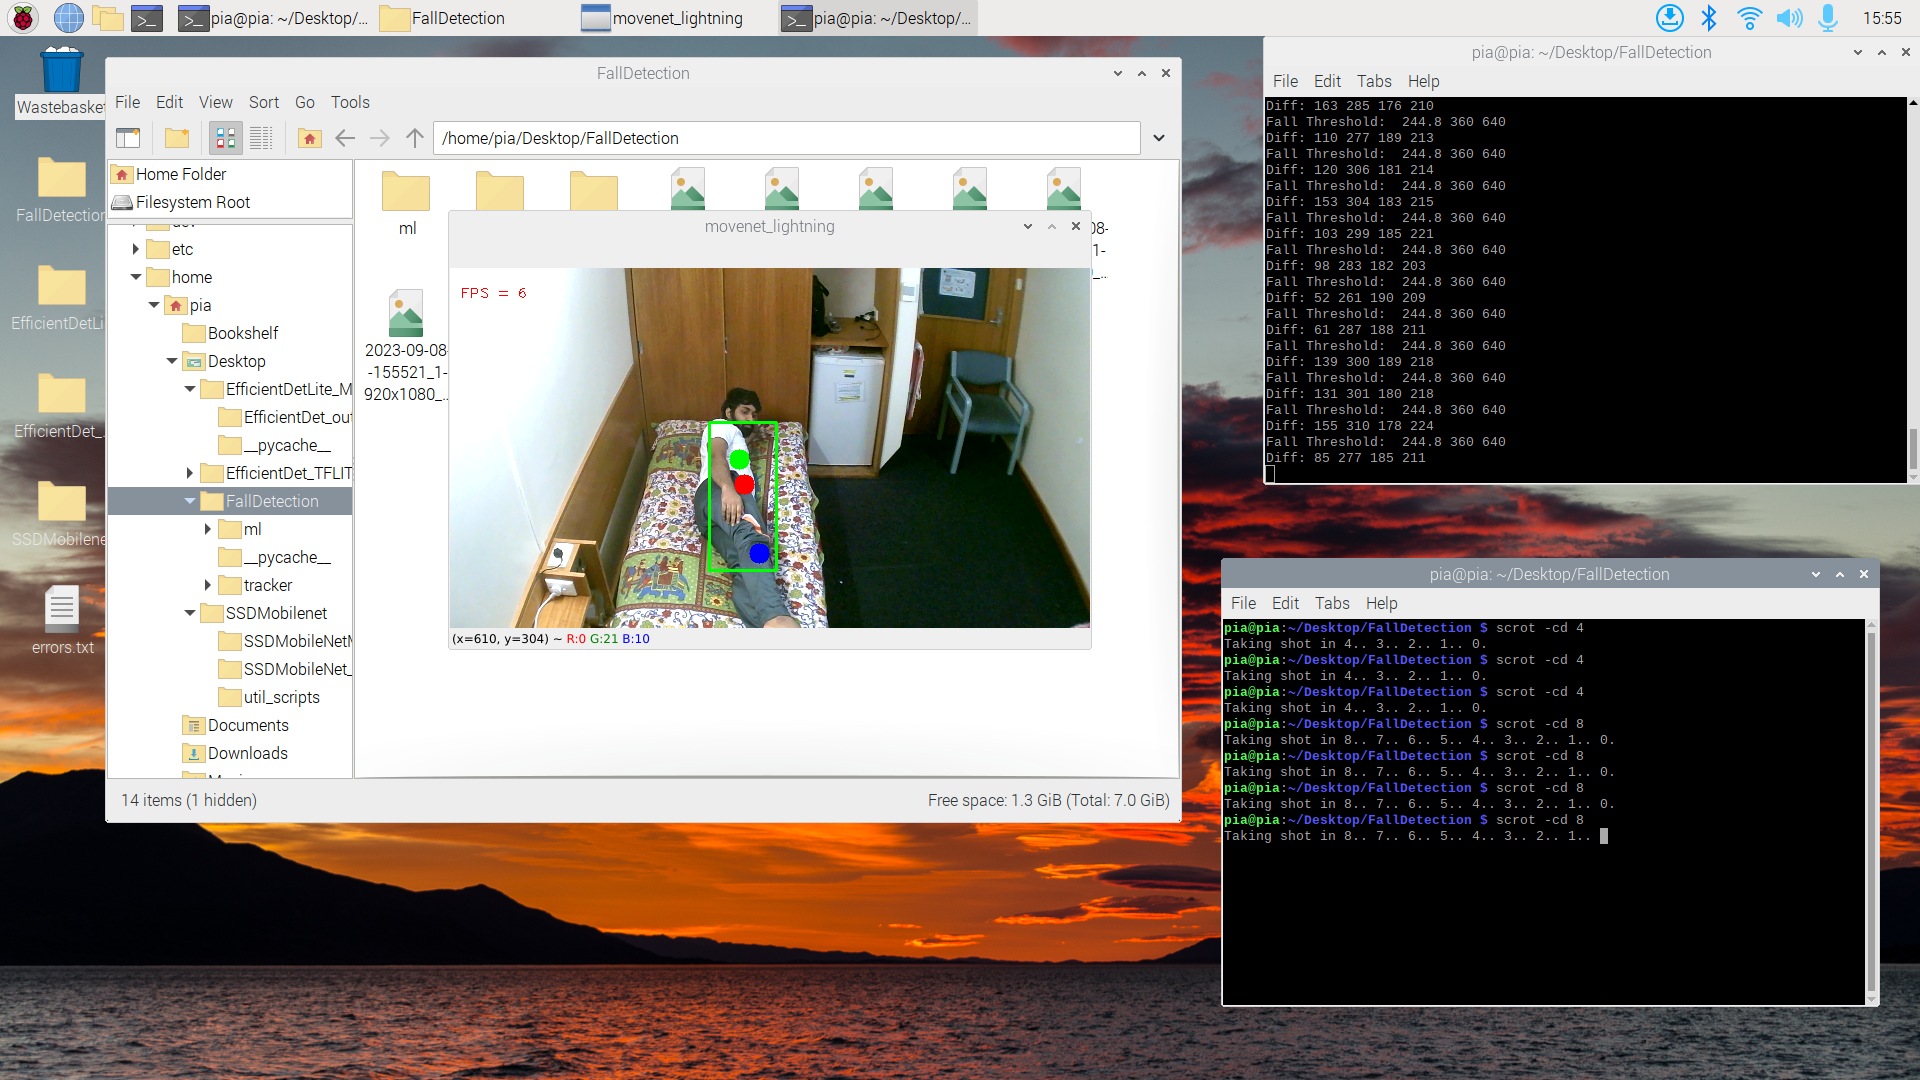 pia@pia: ~/Desktop/...
FallDetection
movenet_lightning
pia@pia: ~/Desktop/...
15:55
Wastebasket
FallDetection
EfficientDetLi
EfficientDet_
SSDMobilene
errors.txt
FallDetection
File Edit View Sort Go Tools
/home/pia/Desktop/FallDetection
Home Folder
Filesystem Root
etc
home
pia
Bookshelf
Desktop
EfficientDetLite_M
EfficientDet_out
__pycache__
EfficientDet_TFLIT
FallDetection
ml
__pycache__
tracker
SSDMobilenet
SSDMobileNetM
SSDMobileNet_
util_scripts
Documents
Downloads
ml
08-
1-
_...
2023-09-08-
-155521_1-
920x1080_...
14 items (1 hidden)
Free space: 1.3 GiB (Total: 7.0 GiB)
movenet_lightning
FPS = 6
(x=610, y=304) ~ R:0 G:21 B:10
pia@pia: ~/Desktop/FallDetection
File Edit Tabs Help
Diff: 163 285 176 210
Fall Threshold:  244.8 360 640
Diff: 110 277 189 213
Fall Threshold:  244.8 360 640
Diff: 120 306 181 214
Fall Threshold:  244.8 360 640
Diff: 153 304 183 215
Fall Threshold:  244.8 360 640
Diff: 103 299 185 221
Fall Threshold:  244.8 360 640
Diff: 98 283 182 203
Fall Threshold:  244.8 360 640
Diff: 52 261 190 209
Fall Threshold:  244.8 360 640
Diff: 61 287 188 211
Fall Threshold:  244.8 360 640
Diff: 139 300 189 218
Fall Threshold:  244.8 360 640
Diff: 131 301 180 218
Fall Threshold:  244.8 360 640
Diff: 155 310 178 224
Fall Threshold:  244.8 360 640
Diff: 85 277 185 211
pia@pia: ~/Desktop/FallDetection
File Edit Tabs Help
pia@pia:~/Desktop/FallDetection $ scrot -cd 4
Taking shot in 4.. 3.. 2.. 1.. 0.
pia@pia:~/Desktop/FallDetection $ scrot -cd 4
Taking shot in 4.. 3.. 2.. 1.. 0.
pia@pia:~/Desktop/FallDetection $ scrot -cd 4
Taking shot in 4.. 3.. 2.. 1.. 0.
pia@pia:~/Desktop/FallDetection $ scrot -cd 8
Taking shot in 8.. 7.. 6.. 5.. 4.. 3.. 2.. 1.. 0.
pia@pia:~/Desktop/FallDetection $ scrot -cd 8
Taking shot in 8.. 7.. 6.. 5.. 4.. 3.. 2.. 1.. 0.
pia@pia:~/Desktop/FallDetection $ scrot -cd 8
Taking shot in 8.. 7.. 6.. 5.. 4.. 3.. 2.. 1.. 0.
pia@pia:~/Desktop/FallDetection $ scrot -cd 8
Taking shot in 8.. 7.. 6.. 5.. 4.. 3.. 2.. 1..